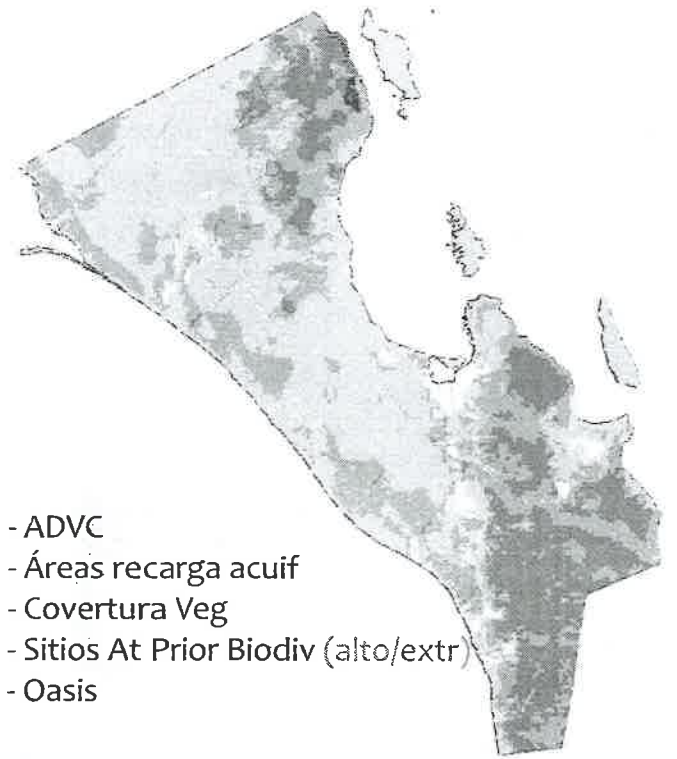 - ADVC
- Áreas recarga acuif
- Covertura Veg
- Sitios At Prior Biodiv (alto/extr)
- Oasis